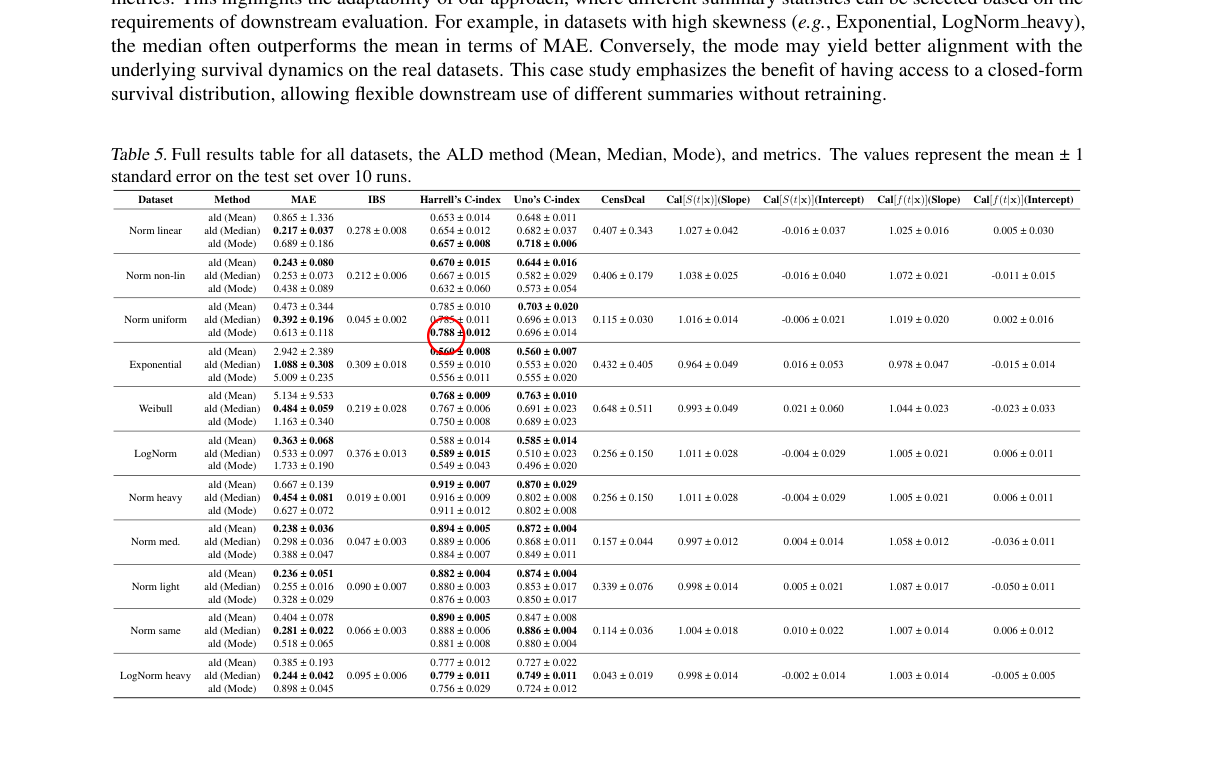 metrics. This highlights the adaptability of our approach, where different summary statistics can be selected based on the
requirements of downstream evaluation. For example, in datasets with high skewness (e.g., Exponential, LogNorm_heavy),
the median often outperforms the mean in terms of MAE. Conversely, the mode may yield better alignment with the
underlying survival dynamics on the real datasets. This case study emphasizes the benefit of having access to a closed-form
survival distribution, allowing flexible downstream use of different summaries without retraining.
Table 5. Full results table for all datasets, the ALD method (Mean, Median, Mode), and metrics. The values represent the mean ± 1
standard error on the test set over 10 runs.
Dataset Method MAE IBS Harrell's C-index Uno's C-index CensDcal Cal[S(t|x)](Slope) Cal[S(t|x)](Intercept) Cal[f(t|x)](Slope) Cal[f(t|x)](Intercept)
ald (Mean) 0.865 ± 1.336 0.653 ± 0.014 0.648 ± 0.011
Norm linear ald (Median) 0.217 ± 0.037 0.278 ± 0.008 0.654 ± 0.012 0.682 ± 0.037 0.407 ± 0.343 1.027 ± 0.042 -0.016 ± 0.037 1.025 ± 0.016 0.005 ± 0.030
ald (Mode) 0.689 ± 0.186 0.657 ± 0.008 0.718 ± 0.006
ald (Mean) 0.243 ± 0.080 0.670 ± 0.015 0.644 ± 0.016
Norm non-lin ald (Median) 0.253 ± 0.073 0.212 ± 0.006 0.667 ± 0.015 0.582 ± 0.029 0.406 ± 0.179 1.038 ± 0.025 -0.016 ± 0.040 1.072 ± 0.021 -0.011 ± 0.015
ald (Mode) 0.438 ± 0.089 0.632 ± 0.060 0.573 ± 0.054
ald (Mean) 0.473 ± 0.344 0.785 ± 0.010 0.703 ± 0.020
Norm uniform ald (Median) 0.392 ± 0.196 0.045 ± 0.002 0.785 ± 0.011 0.696 ± 0.013 0.115 ± 0.030 1.016 ± 0.014 -0.006 ± 0.021 1.019 ± 0.020 0.002 ± 0.016
ald (Mode) 0.613 ± 0.118 0.788 ± 0.012 0.696 ± 0.014
ald (Mean) 2.942 ± 2.389 0.560 ± 0.008 0.560 ± 0.007
Exponential ald (Median) 1.088 ± 0.308 0.309 ± 0.018 0.559 ± 0.010 0.553 ± 0.020 0.432 ± 0.405 0.964 ± 0.049 0.016 ± 0.053 0.978 ± 0.047 -0.015 ± 0.014
ald (Mode) 5.009 ± 0.235 0.556 ± 0.011 0.555 ± 0.020
ald (Mean) 5.134 ± 9.533 0.768 ± 0.009 0.763 ± 0.010
Weibull ald (Median) 0.484 ± 0.059 0.219 ± 0.028 0.767 ± 0.006 0.691 ± 0.023 0.648 ± 0.511 0.993 ± 0.049 0.021 ± 0.060 1.044 ± 0.023 -0.023 ± 0.033
ald (Mode) 1.163 ± 0.340 0.750 ± 0.008 0.689 ± 0.023
ald (Mean) 0.363 ± 0.068 0.588 ± 0.014 0.585 ± 0.014
LogNorm ald (Median) 0.533 ± 0.097 0.376 ± 0.013 0.589 ± 0.015 0.510 ± 0.023 0.256 ± 0.150 1.011 ± 0.028 -0.004 ± 0.029 1.005 ± 0.021 0.006 ± 0.011
ald (Mode) 1.733 ± 0.190 0.549 ± 0.043 0.496 ± 0.020
ald (Mean) 0.667 ± 0.139 0.919 ± 0.007 0.870 ± 0.029
Norm heavy ald (Median) 0.454 ± 0.081 0.019 ± 0.001 0.916 ± 0.009 0.802 ± 0.008 0.256 ± 0.150 1.011 ± 0.028 -0.004 ± 0.029 1.005 ± 0.021 0.006 ± 0.011
ald (Mode) 0.627 ± 0.072 0.911 ± 0.012 0.802 ± 0.008
ald (Mean) 0.238 ± 0.036 0.894 ± 0.005 0.872 ± 0.004
Norm med. ald (Median) 0.298 ± 0.036 0.047 ± 0.003 0.889 ± 0.006 0.868 ± 0.011 0.157 ± 0.044 0.997 ± 0.012 0.004 ± 0.014 1.058 ± 0.012 -0.036 ± 0.011
ald (Mode) 0.388 ± 0.047 0.884 ± 0.007 0.849 ± 0.011
ald (Mean) 0.236 ± 0.051 0.882 ± 0.004 0.874 ± 0.004
Norm light ald (Median) 0.255 ± 0.016 0.090 ± 0.007 0.880 ± 0.003 0.853 ± 0.017 0.339 ± 0.076 0.998 ± 0.014 0.005 ± 0.021 1.087 ± 0.017 -0.050 ± 0.011
ald (Mode) 0.328 ± 0.029 0.876 ± 0.003 0.850 ± 0.017
ald (Mean) 0.404 ± 0.078 0.890 ± 0.005 0.847 ± 0.008
Norm same ald (Median) 0.281 ± 0.022 0.066 ± 0.003 0.888 ± 0.006 0.886 ± 0.004 0.114 ± 0.036 1.004 ± 0.018 0.010 ± 0.022 1.007 ± 0.014 0.006 ± 0.012
ald (Mode) 0.518 ± 0.065 0.881 ± 0.008 0.880 ± 0.004
ald (Mean) 0.385 ± 0.193 0.777 ± 0.012 0.727 ± 0.022
LogNorm heavy ald (Median) 0.244 ± 0.042 0.095 ± 0.006 0.779 ± 0.011 0.749 ± 0.011 0.043 ± 0.019 0.998 ± 0.014 -0.002 ± 0.014 1.003 ± 0.014 -0.005 ± 0.005
ald (Mode) 0.898 ± 0.045 0.756 ± 0.029 0.724 ± 0.012